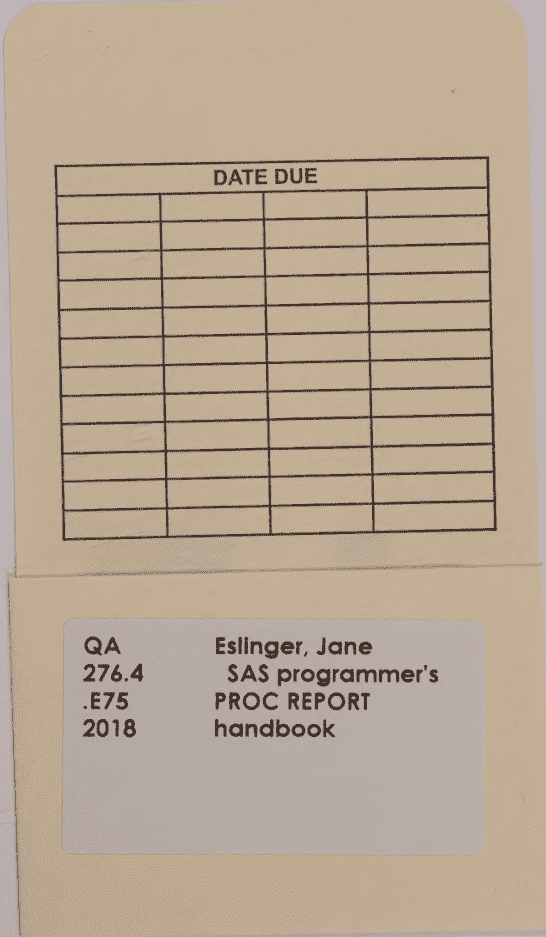 DATE DUE
QA Eslinger, Jane
276.4 SAS programmer's
.E75 PROC REPORT
2018 handbook